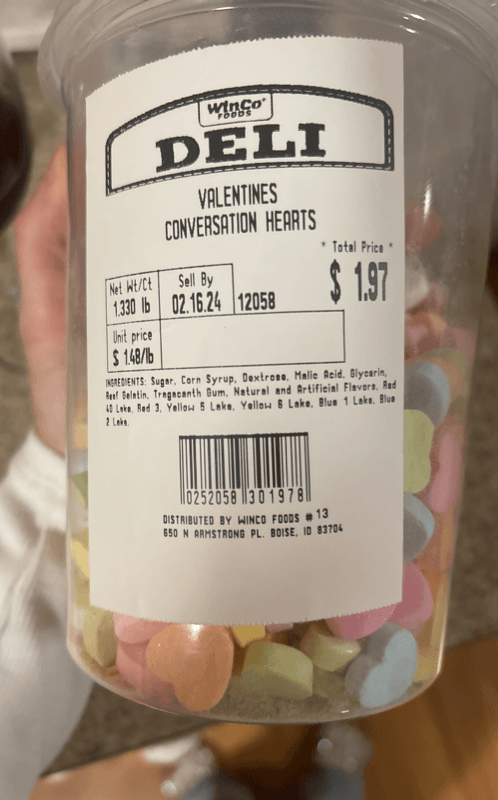 WinCo
FOODS
DELI
VALENTINES
CONVERSATION HEARTS
* Total Price *
$ 1.97
Net Wt/Ct
1.330 lb
Sell By
02.16.24
12058
Unit price
$ 1.48/lb
INGREDIENTS: Sugar, Corn Syrup, Dextrose, Malic Acid, Glycerin,
Beef Gelatin, Tragacanth Gum, Natural and Artificial Flavors, Red
40 Lake, Red 3, Yellow 5 Lake, Yellow 6 Lake, Blue 1 Lake, Blue
2 Lake.
0252058 301978
DISTRIBUTED BY WINCO FOODS # 13
650 N ARMSTRONG PL. BOISE, ID 83704